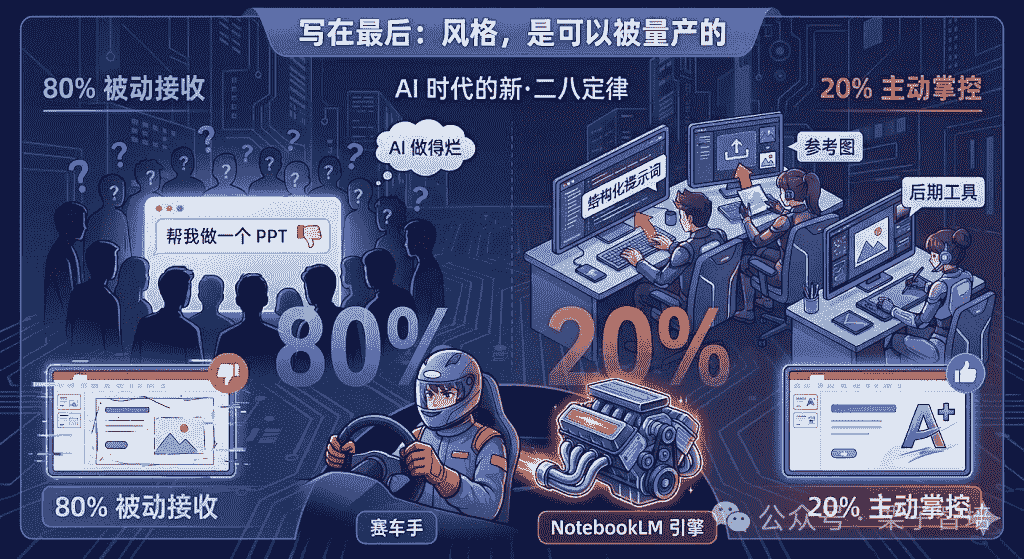 写在最后：风格，是可以被量产的
80% 被动接收
AI 时代的新·二八定律
20% 主动掌控
AI 做得烂
帮我做一个 PPT
结构化提示词
参考图
后期工具
80%
20%
A+
80% 被动接收
赛车手
NotebookLM 引擎
20% 主动掌控
公众号 ·